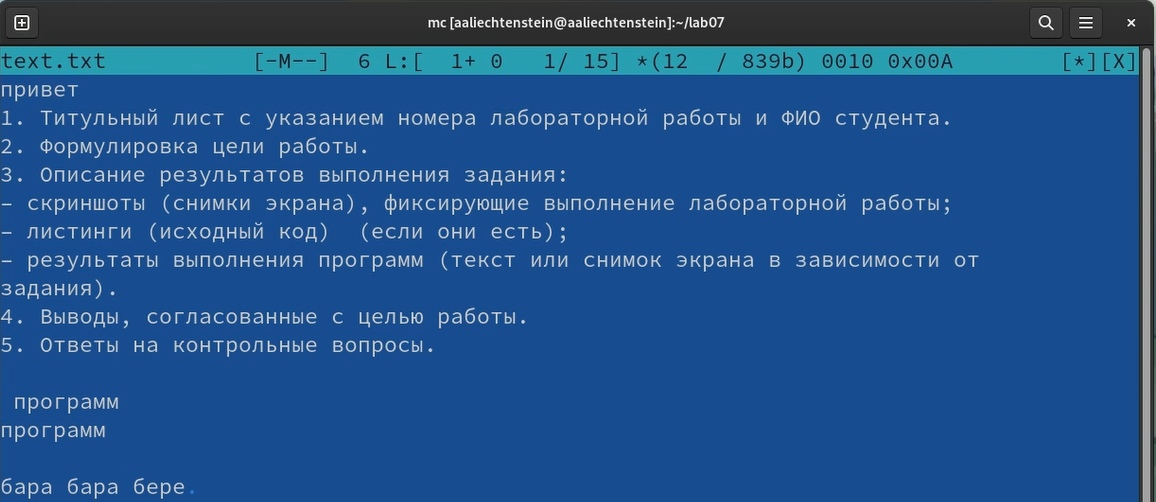 mc [aaliechtenstein@aaliechtenstein]:~/lab07
text.txt [-M--] 6 L:[ 1+ 0 1/ 15] *(12 / 839b) 0010 0x00A [*][X]
привет
1. Титульный лист с указанием номера лабораторной работы и ФИО студента.
2. Формулировка цели работы.
3. Описание результатов выполнения задания:
– скриншоты (снимки экрана), фиксирующие выполнение лабораторной работы;
– листинги (исходный код)  (если они есть);
– результаты выполнения программ (текст или снимок экрана в зависимости от
задания).
4. Выводы, согласованные с целью работы.
5. Ответы на контрольные вопросы.
программ
программ
бара бара бере.